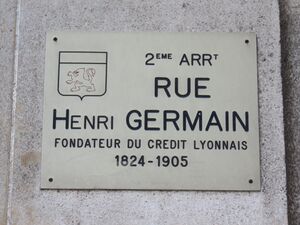 2EME ARRT
RUE
HENRI GERMAIN
FONDATEUR DU CREDIT LYONNAIS
1824-1905